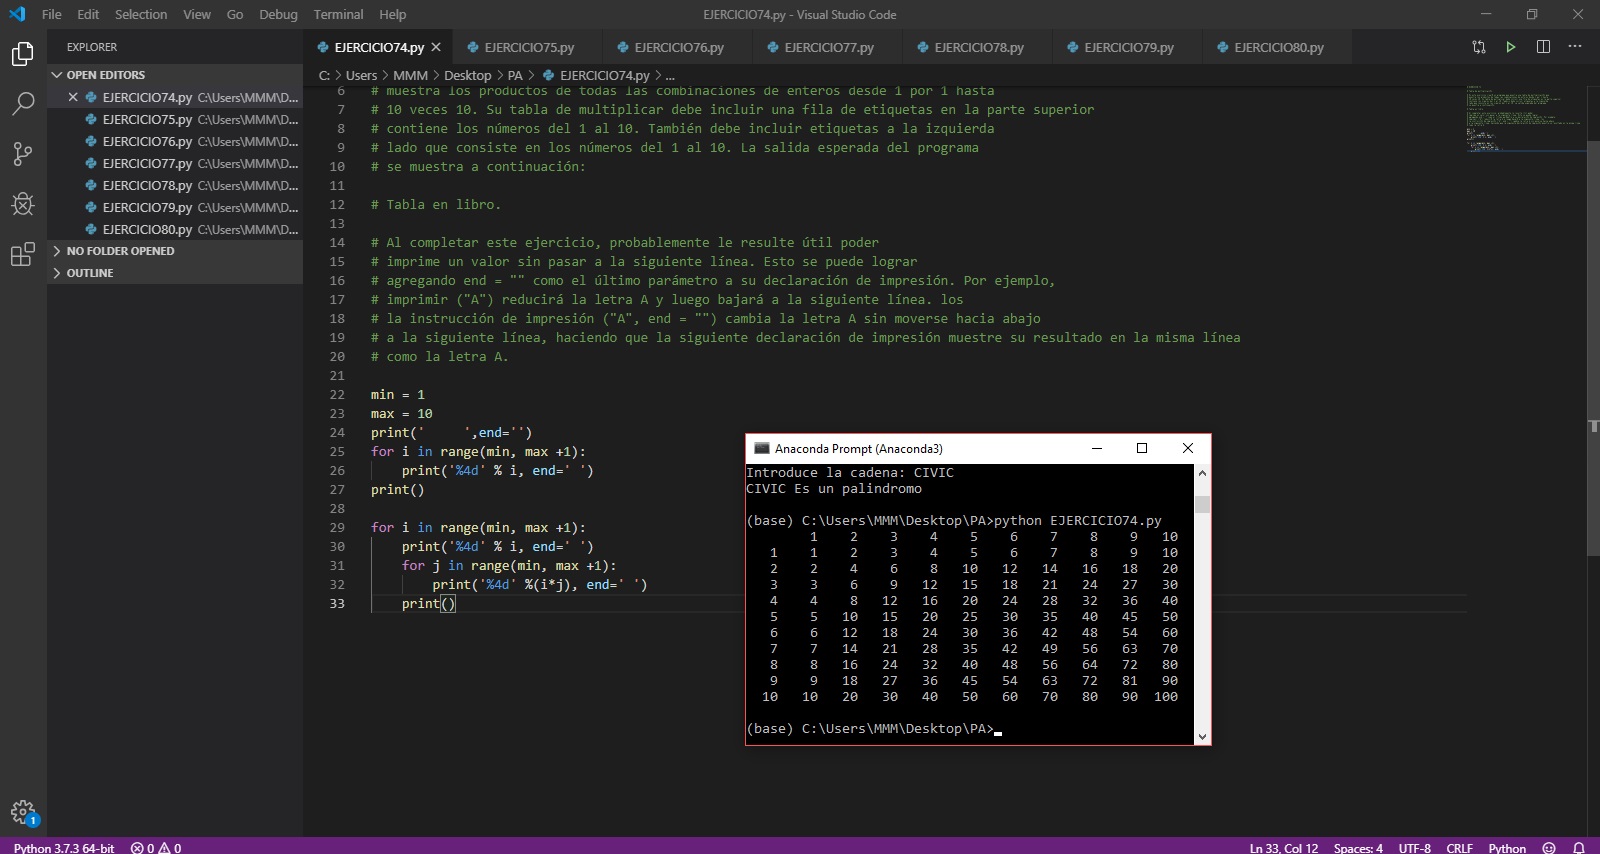 File Edit Selection View Go Debug Terminal Help EJERCICIO74.py - Visual Studio Code
EXPLORER
OPEN EDITORS
EJERCICIO74.py C:\Users\MMM\D...
EJERCICIO75.py C:\Users\MMM\D...
EJERCICIO76.py C:\Users\MMM\D...
EJERCICIO77.py C:\Users\MMM\D...
EJERCICIO78.py C:\Users\MMM\D...
EJERCICIO79.py C:\Users\MMM\D...
EJERCICIO80.py C:\Users\MMM\D...
NO FOLDER OPENED
OUTLINE
1
EJERCICIO74.py EJERCICIO75.py EJERCICIO76.py EJERCICIO77.py EJERCICIO78.py EJERCICIO79.py EJERCICIO80.py
C: > Users > MMM > Desktop > PA > EJERCICIO74.py > ...
6 # muestra los productos de todas las combinaciones de enteros desde 1 por 1 hasta
7 # 10 veces 10. Su tabla de multiplicar debe incluir una fila de etiquetas en la parte superior
8 # contiene los números del 1 al 10. También debe incluir etiquetas a la izquierda
9 # lado que consiste en los números del 1 al 10. La salida esperada del programa
10 # se muestra a continuación:
11
12 # Tabla en libro.
13
14 # Al completar este ejercicio, probablemente le resulte útil poder
15 # imprime un valor sin pasar a la siguiente línea. Esto se puede lograr
16 # agregando end = "" como el último parámetro a su declaración de impresión. Por ejemplo,
17 # imprimir ("A") reducirá la letra A y luego bajará a la siguiente línea. los
18 # la instrucción de impresión ("A", end = "") cambia la letra A sin moverse hacia abajo
19 # a la siguiente línea, haciendo que la siguiente declaración de impresión muestre su resultado en la misma línea
20 # como la letra A.
21
22 min = 1
23 max = 10
24 print('     ',end='')
25 for i in range(min, max +1):
26     print('%4d' % i, end=' ')
27 print()
28
29 for i in range(min, max +1):
30     print('%4d' % i, end=' ')
31     for j in range(min, max +1):
32         print('%4d' %(i*j), end=' ')
33     print()
Anaconda Prompt (Anaconda3)
Introduce la cadena: CIVIC
CIVIC Es un palindromo
(base) C:\Users\MMM\Desktop\PA>python EJERCICIO74.py
1 2 3 4 5 6 7 8 9 10
1 1 2 3 4 5 6 7 8 9 10
2 2 4 6 8 10 12 14 16 18 20
3 3 6 9 12 15 18 21 24 27 30
4 4 8 12 16 20 24 28 32 36 40
5 5 10 15 20 25 30 35 40 45 50
6 6 12 18 24 30 36 42 48 54 60
7 7 14 21 28 35 42 49 56 63 70
8 8 16 24 32 40 48 56 64 72 80
9 9 18 27 36 45 54 63 72 81 90
10 10 20 30 40 50 60 70 80 90 100
(base) C:\Users\MMM\Desktop\PA>
Python 3.7.3 64-bit 0 0 Ln 33, Col 12 Spaces: 4 UTF-8 CRLF Python